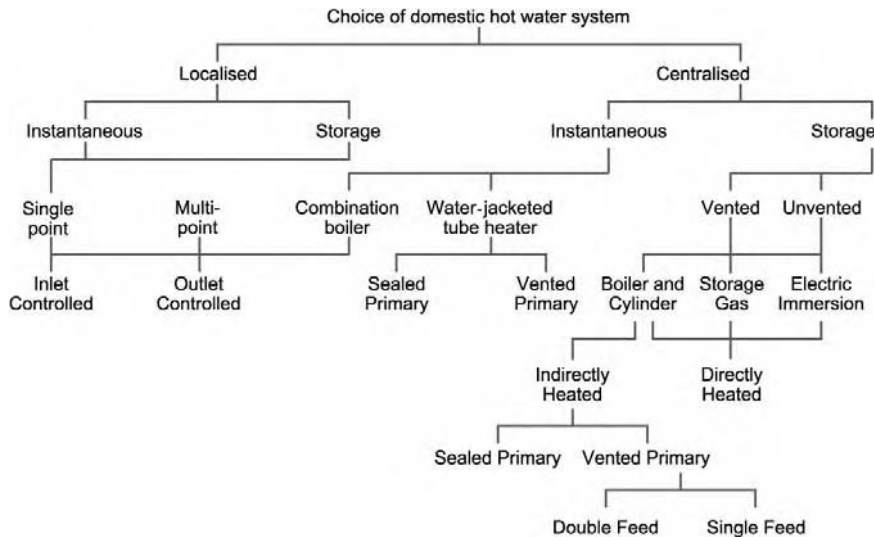 Choice of domestic hot water system
Localised
Centralised
Instantaneous
Storage
Instantaneous
Storage
Single
point
Multi-
point
Combination
boiler
Water-jacketed
tube heater
Vented
Unvented
Inlet
Controlled
Outlet
Controlled
Sealed
Primary
Vented
Primary
Boiler and
Cylinder
Storage
Gas
Electric
Immersion
Indirectly
Heated
Directly
Heated
Sealed Primary
Vented Primary
Double Feed
Single Feed